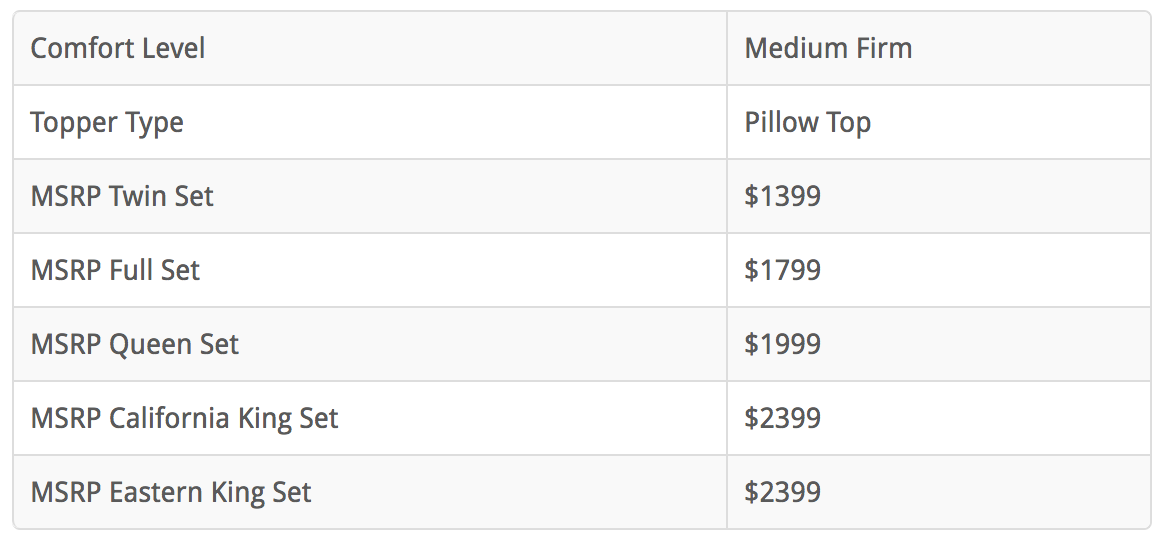 Comfort Level Medium Firm
Topper Type Pillow Top
MSRP Twin Set $1399
MSRP Full Set $1799
MSRP Queen Set $1999
MSRP California King Set $2399
MSRP Eastern King Set $2399